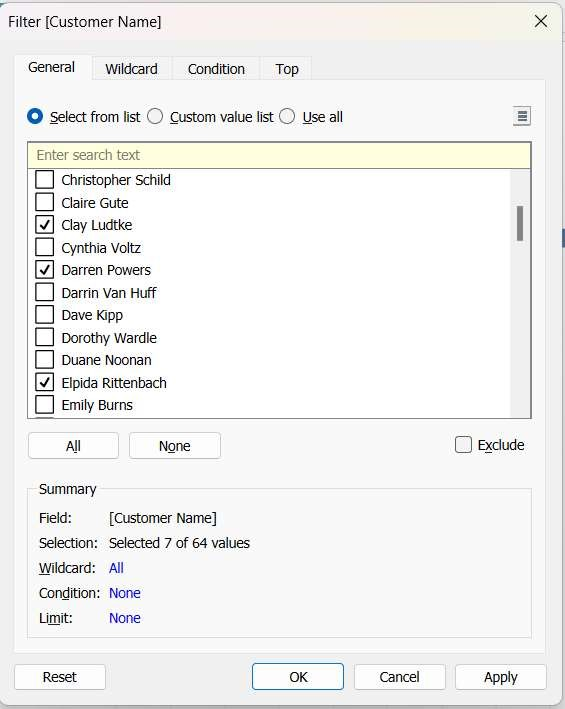 Filter [Customer Name]
General Wildcard Condition Top
Select from list Custom value list Use all
Enter search text
Christopher Schild
Claire Gute
Clay Ludtke
Cynthia Voltz
Darren Powers
Darrin Van Huff
Dave Kipp
Dorothy Wardle
Duane Noonan
Elpida Rittenbach
Emily Burns
All None Exclude
Summary
Field: [Customer Name]
Selection: Selected 7 of 64 values
Wildcard: All
Condition: None
Limit: None
Reset OK Cancel Apply